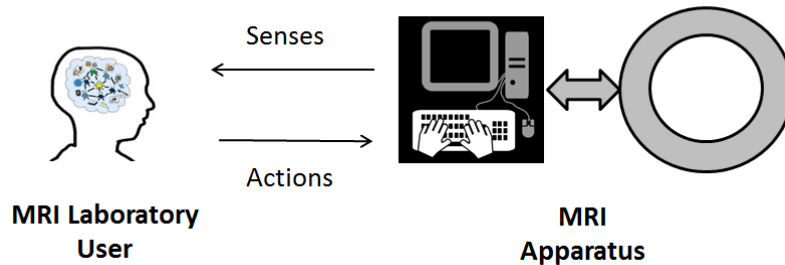 Senses
Actions
MRI Laboratory
User
MRI
Apparatus